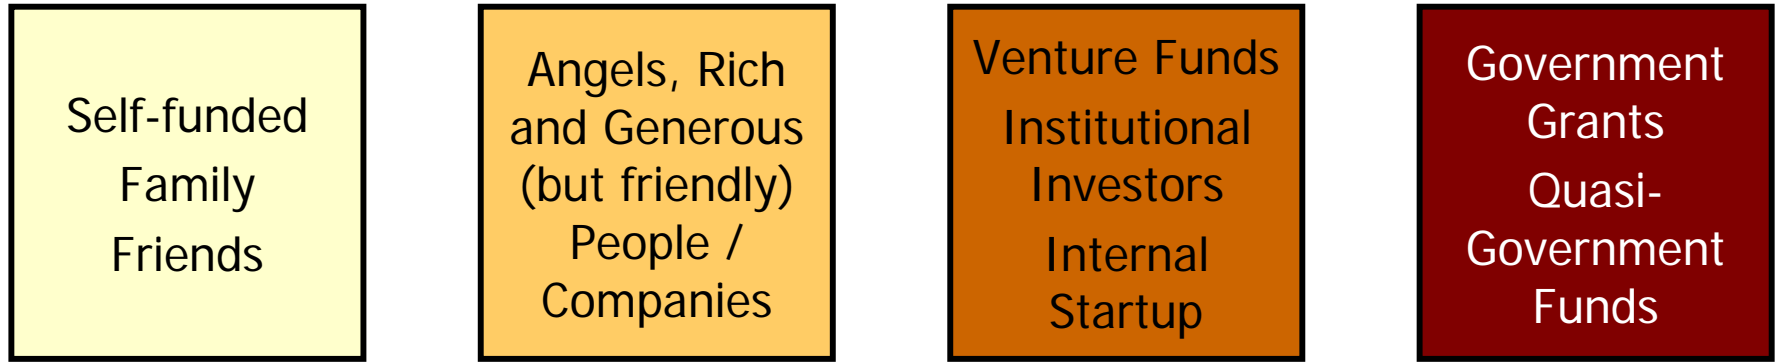 Self-funded
Family
Friends
Angels, Rich
and Generous
(but friendly)
People /
Companies
Venture Funds
Institutional
Investors
Internal
Startup
Government
Grants
Quasi-
Government
Funds